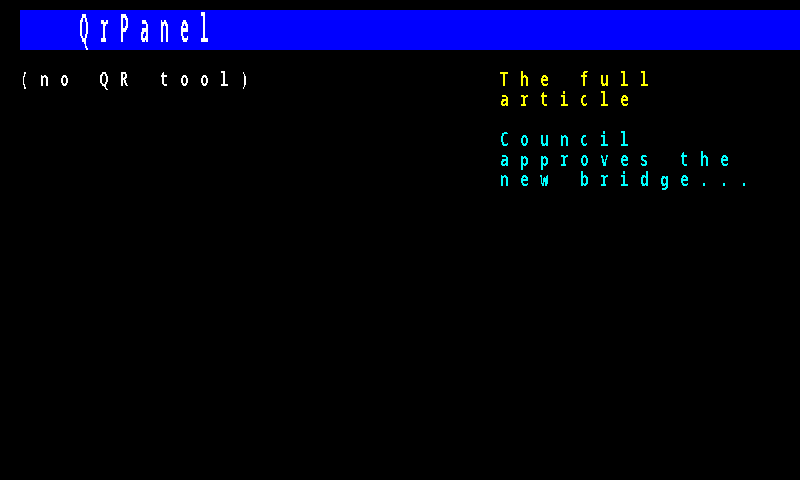 QrPanel
(no QR tool)
The full
article
Council
approves the
new bridge...